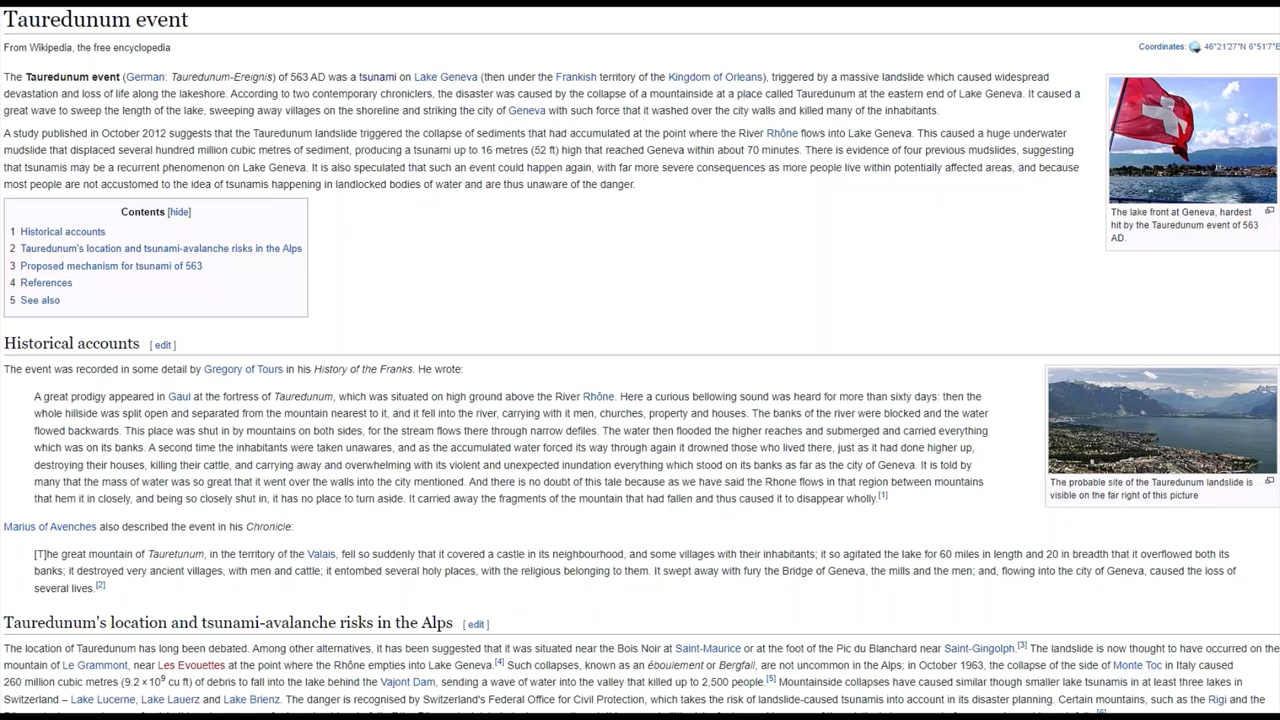 Tauredunum event
From Wikipedia, the free encyclopedia
Coordinates: 46°21′27″N 6°51′7″E
The Tauredunum event (German: Tauredunum-Ereignis) of 563 AD was a tsunami on Lake Geneva (then under the Frankish territory of the Kingdom of Orleans), triggered by a massive landslide which caused widespread
devastation and loss of life along the lakeshore. According to two contemporary chroniclers, the disaster was caused by the collapse of a mountainside at a place called Tauredunum at the eastern end of Lake Geneva. It caused a
great wave to sweep the length of the lake, sweeping away villages on the shoreline and striking the city of Geneva with such force that it washed over the city walls and killed many of the inhabitants.
A study published in October 2012 suggests that the Tauredunum landslide triggered the collapse of sediments that had accumulated at the point where the River Rhône flows into Lake Geneva. This caused a huge underwater
mudslide that displaced several hundred million cubic metres of sediment, producing a tsunami up to 16 metres (52 ft) high that reached Geneva within about 70 minutes. There is evidence of four previous mudslides, suggesting
that tsunamis may be a recurrent phenomenon on Lake Geneva. It is also speculated that such an event could happen again, with far more severe consequences as more people live within potentially affected areas, and because
most people are not accustomed to the idea of tsunamis happening in landlocked bodies of water and are thus unaware of the danger.
The lake front at Geneva, hardest
hit by the Tauredunum event of 563
AD.
Contents [hide]
1 Historical accounts
2 Tauredunum's location and tsunami-avalanche risks in the Alps
3 Proposed mechanism for tsunami of 563
4 References
5 See also
Historical accounts [ edit ]
The event was recorded in some detail by Gregory of Tours in his History of the Franks. He wrote:
A great prodigy appeared in Gaul at the fortress of Tauredunum, which was situated on high ground above the River Rhône. Here a curious bellowing sound was heard for more than sixty days: then the
whole hillside was split open and separated from the mountain nearest to it, and it fell into the river, carrying with it men, churches, property and houses. The banks of the river were blocked and the water
flowed backwards. This place was shut in by mountains on both sides, for the stream flows there through narrow defiles. The water then flooded the higher reaches and submerged and carried everything
which was on its banks. A second time the inhabitants were taken unawares, and as the accumulated water forced its way through again it drowned those who lived there, just as it had done higher up,
destroying their houses, killing their cattle, and carrying away and overwhelming with its violent and unexpected inundation everything which stood on its banks as far as the city of Geneva. It is told by
many that the mass of water was so great that it went over the walls into the city mentioned. And there is no doubt of this tale because as we have said the Rhone flows in that region between mountains
that hem it in closely, and being so closely shut in, it has no place to turn aside. It carried away the fragments of the mountain that had fallen and thus caused it to disappear wholly.[1]
The probable site of the Tauredunum landslide is
visible on the far right of this picture
Marius of Avenches also described the event in his Chronicle:
[T]he great mountain of Tauretunum, in the territory of the Valais, fell so suddenly that it covered a castle in its neighbourhood, and some villages with their inhabitants; it so agitated the lake for 60 miles in length and 20 in breadth that it overflowed both its
banks; it destroyed very ancient villages, with men and cattle; it entombed several holy places, with the religious belonging to them. It swept away with fury the Bridge of Geneva, the mills and the men; and, flowing into the city of Geneva, caused the loss of
several lives.[2]
Tauredunum's location and tsunami-avalanche risks in the Alps [ edit ]
The location of Tauredunum has long been debated. Among other alternatives, it has been suggested that it was situated near the Bois Noir at Saint-Maurice or at the foot of the Pic du Blanchard near Saint-Gingolph.[3] The landslide is now thought to have occurred on the
mountain of Le Grammont, near Les Evouettes at the point where the Rhône empties into Lake Geneva.[4] Such collapses, known as an éboulement or Bergfall, are not uncommon in the Alps; in October 1963, the collapse of the side of Monte Toc in Italy caused
260 million cubic metres (9.2 × 10⁹ cu ft) of debris to fall into the lake behind the Vajont Dam, sending a wave of water into the valley that killed up to 2,500 people.[5] Mountainside collapses have caused similar though smaller lake tsunamis in at least three lakes in
Switzerland – Lake Lucerne, Lake Lauerz and Lake Brienz. The danger is recognised by Switzerland's Federal Office for Civil Protection, which takes the risk of landslide-caused tsunamis into account in its disaster planning. Certain mountains, such as the Rigi and the